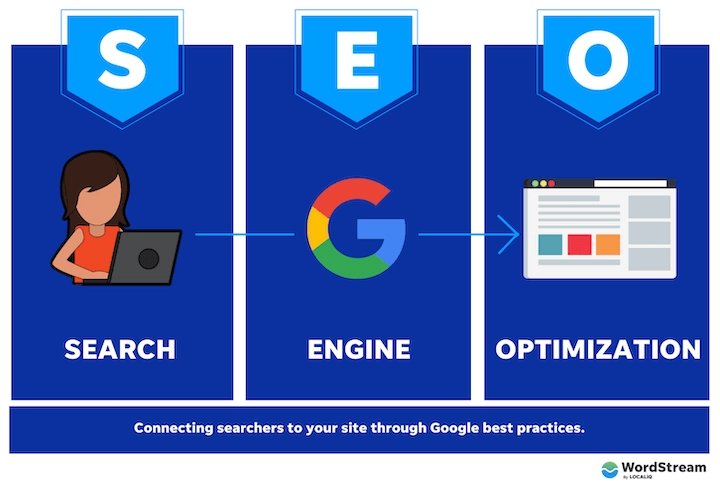 S
E
O
SEARCH
ENGINE
OPTIMIZATION
Connecting searchers to your site through Google best practices.
WordStream
By LOCALiQ